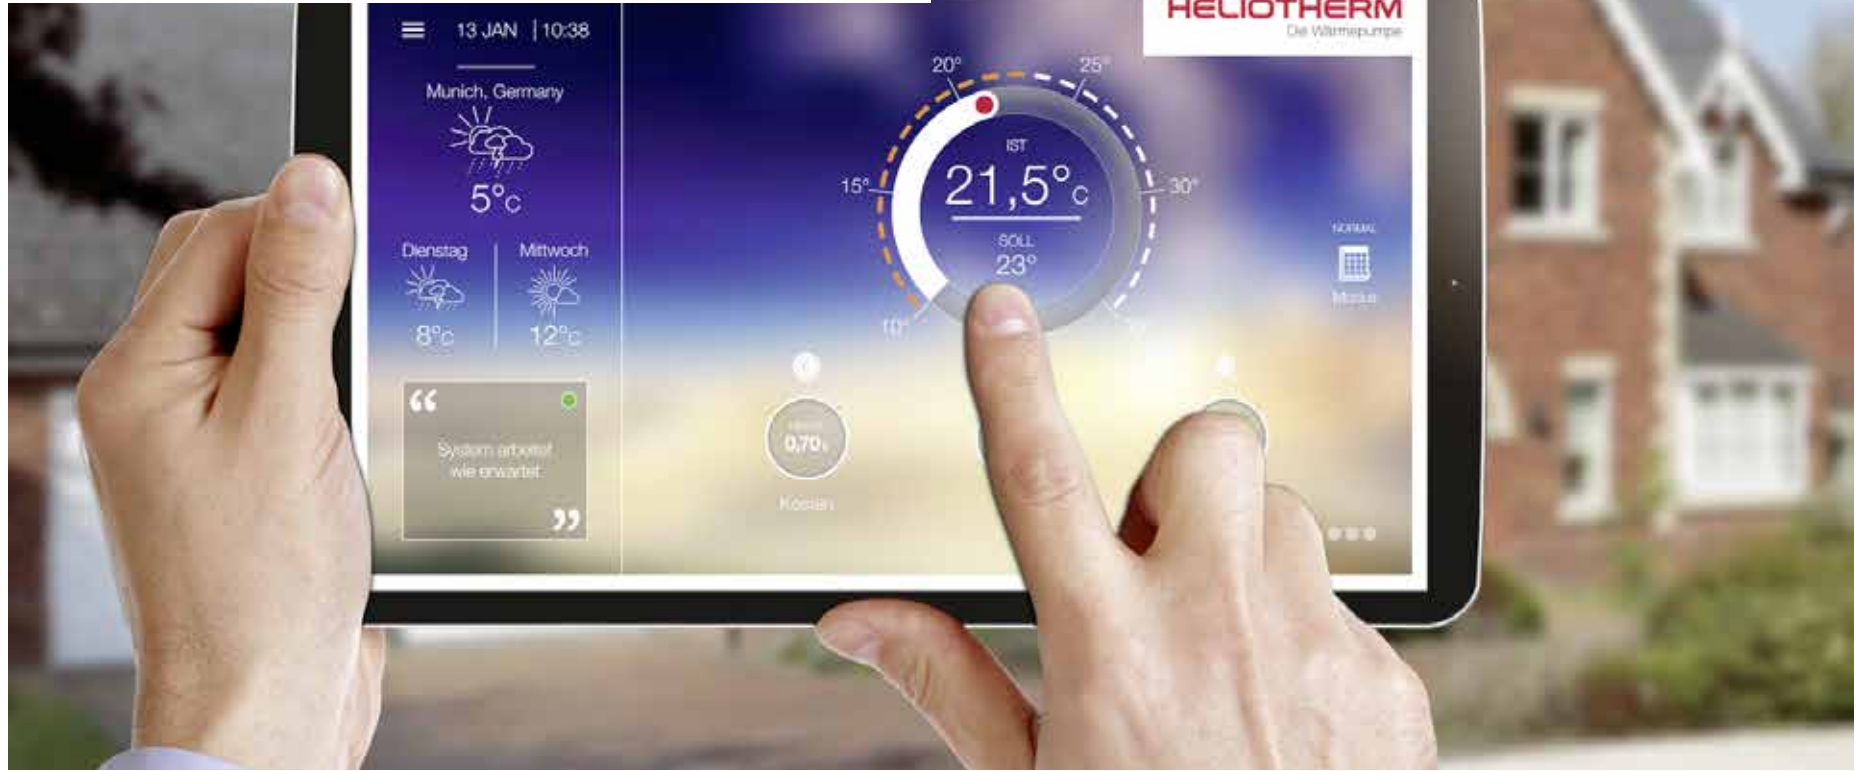 HELIOTHERM
Die Wärmepumpe
13 JAN | 10:38
Munich, Germany
5°C
Dienstag
Mittwoch
8°C
12°C
“
System arbeitet
wie erwartet
”
20°
25°
15°
30°
10°
IST
21,5°C
SOLL
23°
NORMAL
Modus
0,70
Kosten